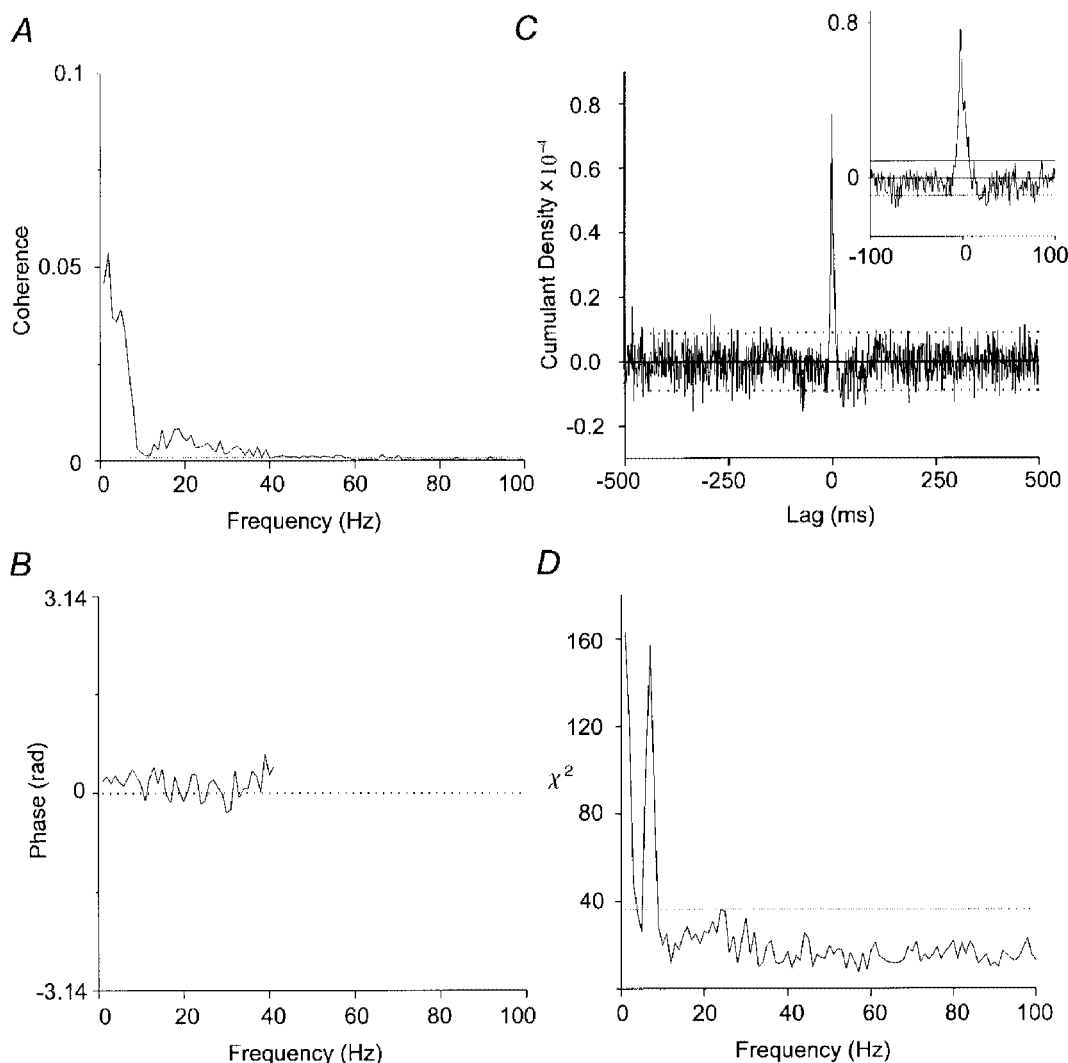 A
0.1
0.05
0
Coherence
0 20 40 60 80 100
Frequency (Hz)
C
0.8
0.6
0.4
0.2
0.0
-0.2
Cumulant Density x 10⁻⁴
-500 -250 0 250 500
Lag (ms)
0.8
0
-100 0 100
B
3.14
0
-3.14
Phase (rad)
0 20 40 60 80 100
Frequency (Hz)
D
160
120
80
40
χ²
0 20 40 60 80 100
Frequency (Hz)